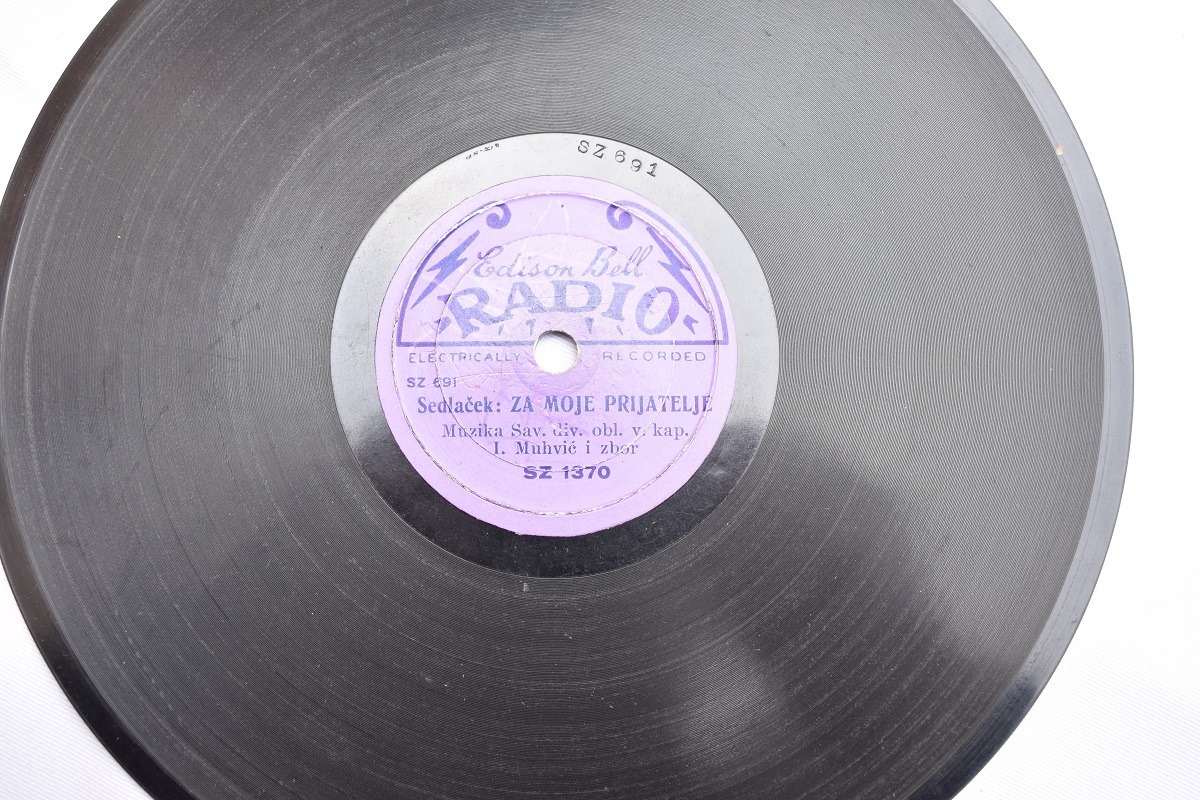 SZ 691
Edison Bell
RADIO
ELECTRICALLY RECORDED
SZ 691
Sedlaček: ZA MOJE PRIJATELJE
Muzika Sav. div. obl. v. kap.
I. Muhvić i zbor
SZ 1370